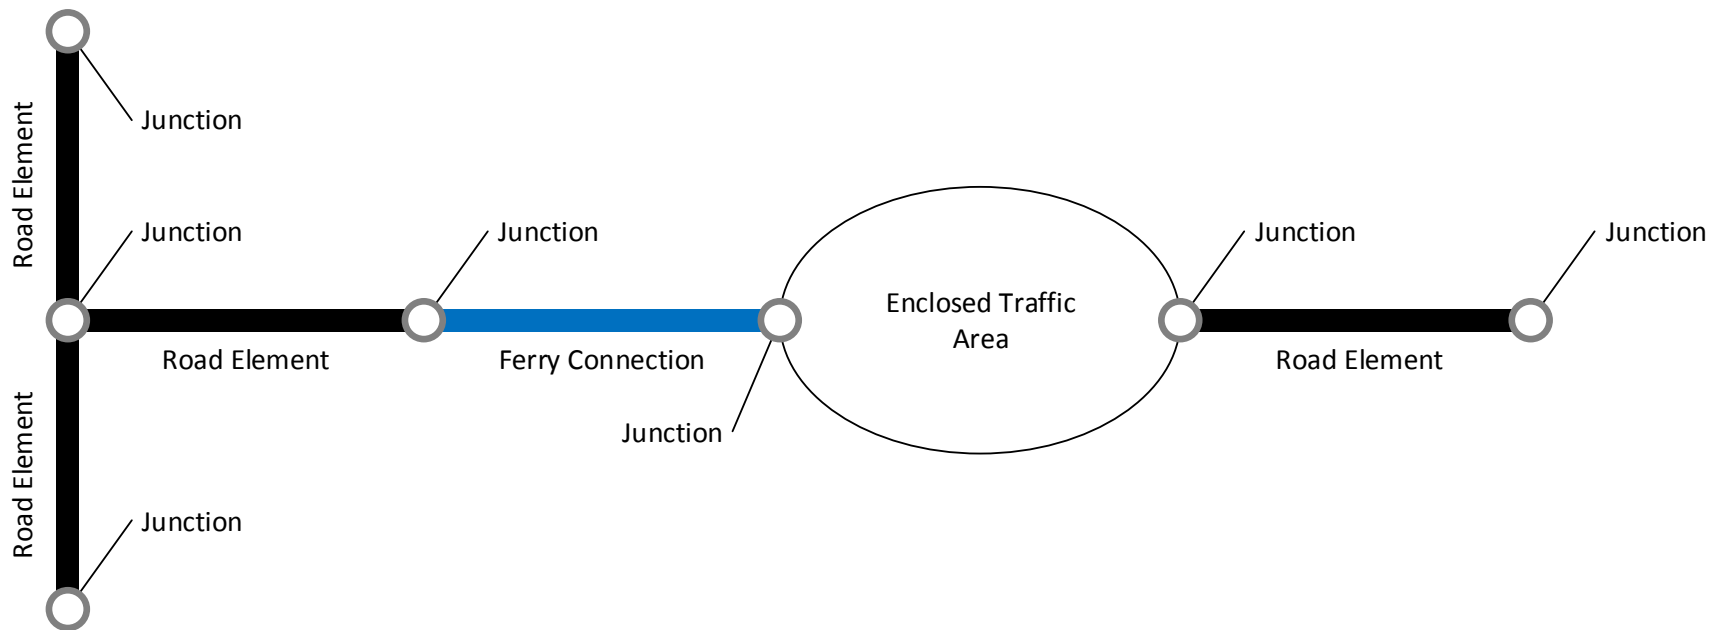 Junction
Road Element
Junction
Junction
Junction
Junction
Enclosed Traffic
Area
Road Element
Ferry Connection
Road Element
Junction
Road Element
Junction